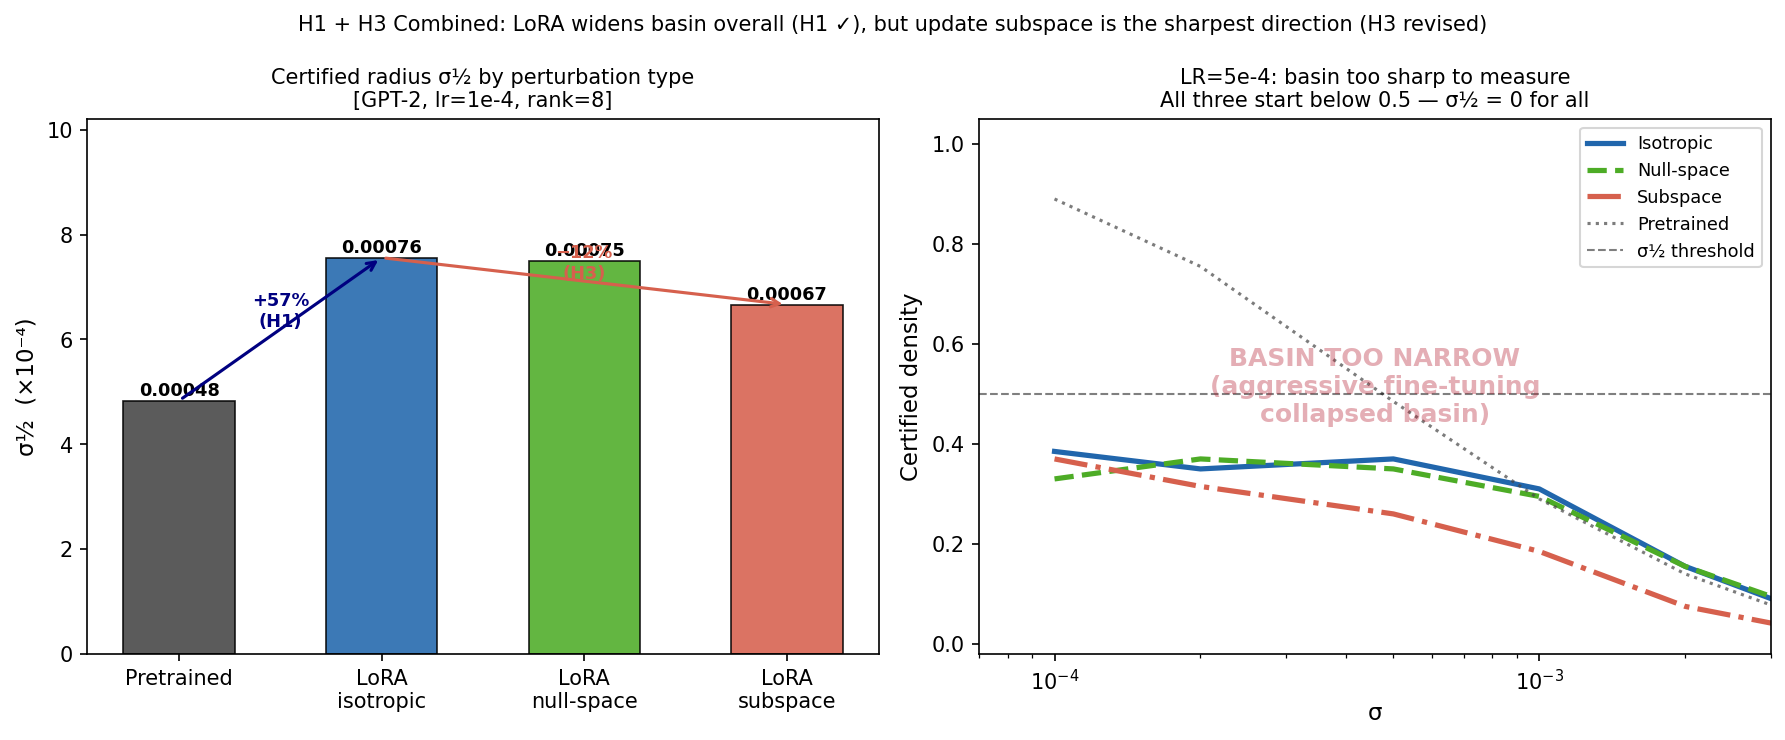 H1 + H3 Combined: LoRA widens basin overall (H1 ✓), but update subspace is the sharpest direction (H3 revised)
Certified radius σ½ by perturbation type
[GPT-2, lr=1e-4, rank=8]
σ½ (×10⁻⁴)
10
8
6
4
2
0
0.00048
+57%
(H1)
0.00076
0.00075
−12%
(H3)
0.00067
Pretrained
LoRA
isotropic
LoRA
null-space
LoRA
subspace
LR=5e-4: basin too sharp to measure
All three start below 0.5 — σ½ = 0 for all
Certified density
1.0
0.8
0.6
0.4
0.2
0.0
Isotropic
Null-space
Subspace
Pretrained
σ½ threshold
BASIN TOO NARROW
(aggressive fine-tuning
collapsed basin)
10⁻⁴
10⁻³
σ